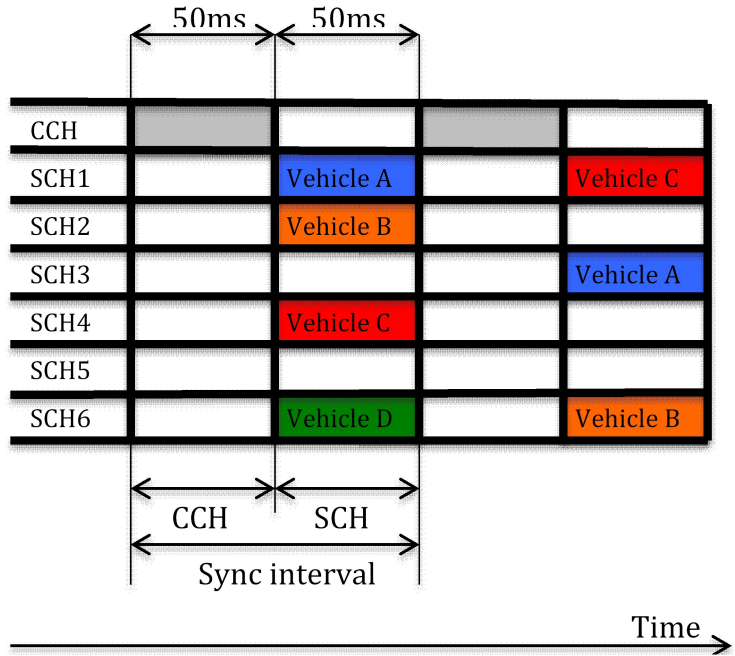 50ms 50ms
CCH
SCH1 Vehicle A Vehicle C
SCH2 Vehicle B
SCH3 Vehicle A
SCH4 Vehicle C
SCH5
SCH6 Vehicle D Vehicle B
CCH SCH
Sync interval
Time